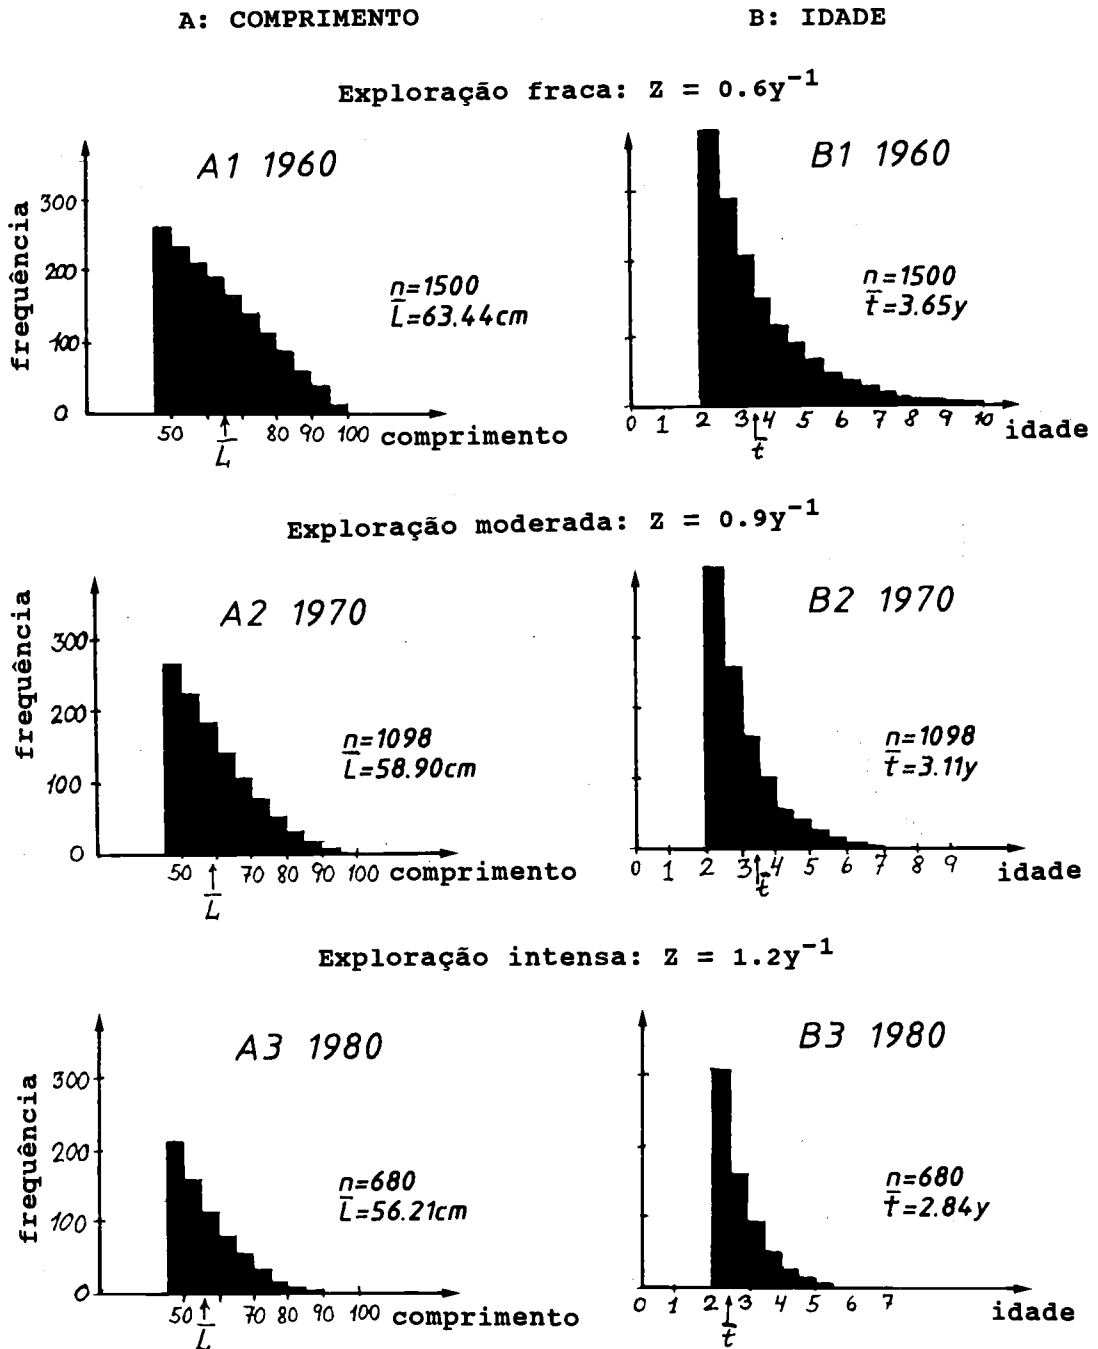 A: COMPRIMENTO
B: IDADE
Exploração fraca: Z = 0.6y⁻¹
A1 1960
frequência
300
200
100
0
n=1500
L̅=63.44cm
50 80 90 100 comprimento
L̅
B1 1960
n=1500
t̅=3.65y
0 1 2 3 4 5 6 7 8 9 10 idade
t̅
Exploração moderada: Z = 0.9y⁻¹
A2 1970
frequência
300
200
100
0
n=1098
L̅=58.90cm
50 70 80 90 100 comprimento
L̅
B2 1970
n=1098
t̅=3.11y
0 1 2 3 4 5 6 7 8 9 idade
t̅
Exploração intensa: Z = 1.2y⁻¹
A3 1980
frequência
300
200
100
0
n=680
L̅=56.21cm
50 70 80 90 100 comprimento
L̅
B3 1980
n=680
t̅=2.84y
0 1 2 3 4 5 6 7 idade
t̅